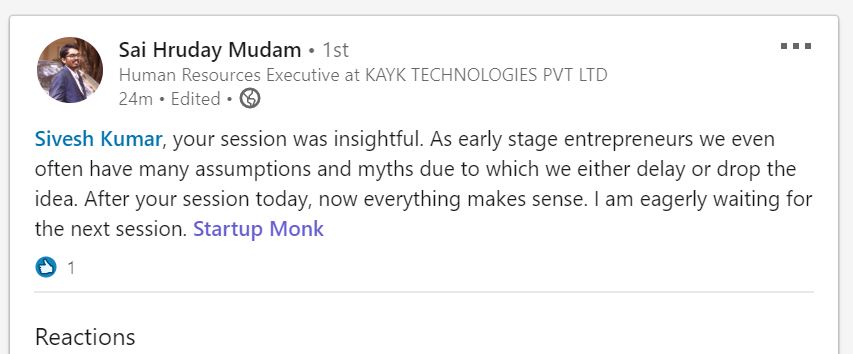 Sai Hruday Mudam • 1st
Human Resources Executive at KAYK TECHNOLOGIES PVT LTD
24m • Edited •
Sivesh Kumar, your session was insightful. As early stage entrepreneurs we even
often have many assumptions and myths due to which we either delay or drop the
idea. After your session today, now everything makes sense. I am eagerly waiting for
the next session. Startup Monk
1
Reactions